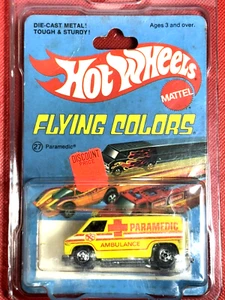 DIE-CAST METAL!
TOUGH & STURDY!
Ages 3 and over.
Hot Wheels
MATTEL
FLYING COLORS
27 Paramedic®
DISCOUNT
PARAMEDIC
AMBULANCE